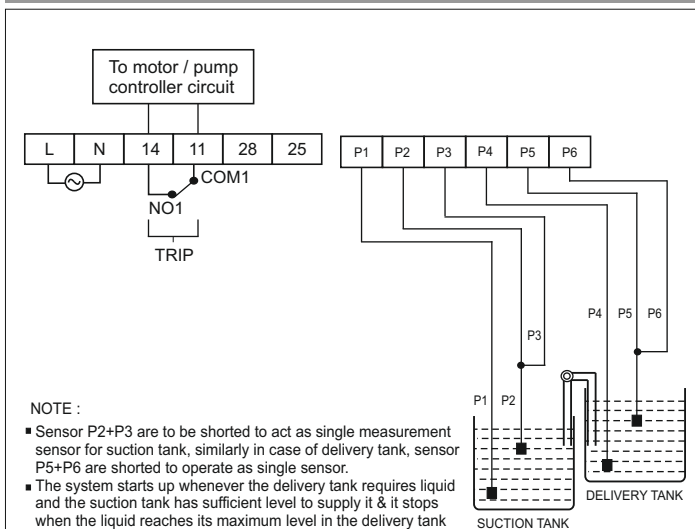 To motor / pump
controller circuit
L N 14 11 28 25
COM1
NO1
TRIP
P1 P2 P3 P4 P5 P6
P3
P4 P5 P6
P1 P2
NOTE :
■ Sensor P2+P3 are to be shorted to act as single measurement
sensor for suction tank, similarly in case of delivery tank, sensor
P5+P6 are shorted to operate as single sensor.
■ The system starts up whenever the delivery tank requires liquid
and the suction tank has sufficient level to supply it & it stops
when the liquid reaches its maximum level in the delivery tank
SUCTION TANK
DELIVERY TANK